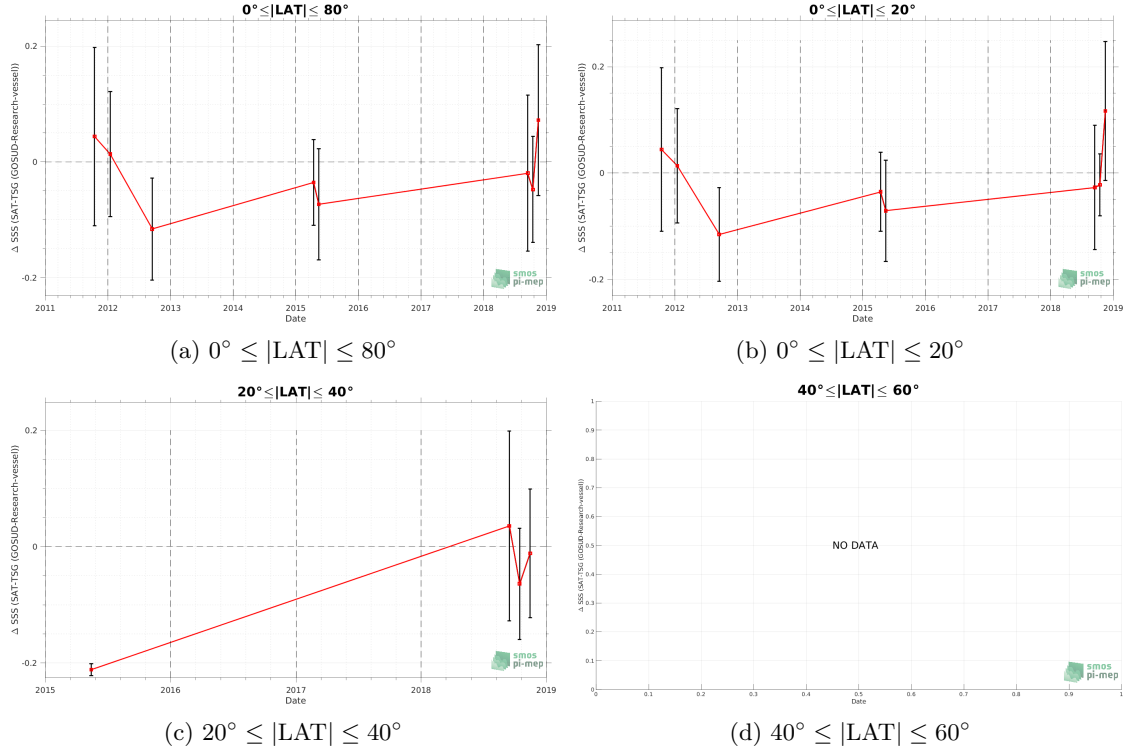 0°≤|LAT|≤ 80°
Δ SSS (SAT-TSG (GOSUD-Research-vessel))
0.2
0
-0.2
2011 2012 2013 2014 2015 2016 2017 2018 2019
Date
smos
pi-mep
(a) 0° ≤ |LAT| ≤ 80°
0°≤|LAT|≤ 20°
Δ SSS (SAT-TSG (GOSUD-Research-vessel))
0.2
0
-0.2
2011 2012 2013 2014 2015 2016 2017 2018 2019
Date
smos
pi-mep
(b) 0° ≤ |LAT| ≤ 20°
20°≤|LAT|≤ 40°
Δ SSS (SAT-TSG (GOSUD-Research-vessel))
0.2
0
-0.2
2015 2016 2017 2018 2019
Date
smos
pi-mep
(c) 20° ≤ |LAT| ≤ 40°
40°≤|LAT|≤ 60°
Δ SSS (SAT-TSG (GOSUD-Research-vessel))
1
0.9
0.8
0.7
0.6
0.5
0.4
0.3
0.2
0.1
0
NO DATA
0 0.1 0.2 0.3 0.4 0.5 0.6 0.7 0.8 0.9 1
Date
smos
pi-mep
(d) 40° ≤ |LAT| ≤ 60°